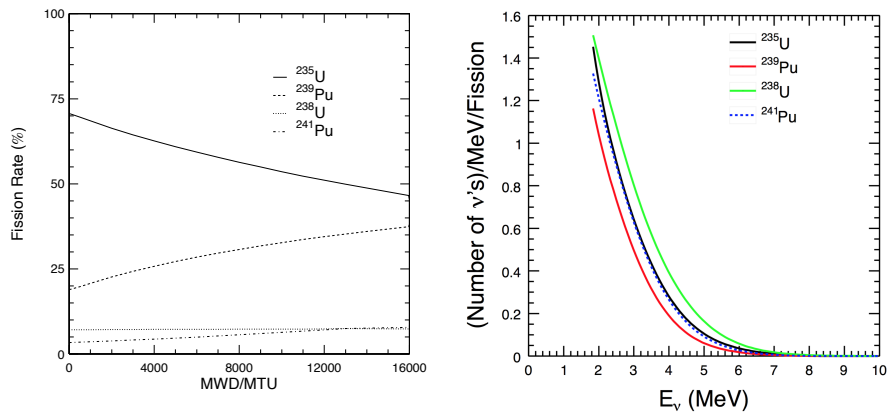 100
75
50
25
0
Fission Rate (%)
²³⁵U
²³⁹Pu
²³⁸U
²⁴¹Pu
0 4000 8000 12000 16000
MWD/MTU
1.6
1.4
1.2
1
0.8
0.6
0.4
0.2
0
(Number of ν's)/MeV/Fission
²³⁵U
²³⁹Pu
²³⁸U
²⁴¹Pu
0 1 2 3 4 5 6 7 8 9 10
Eᵥ (MeV)